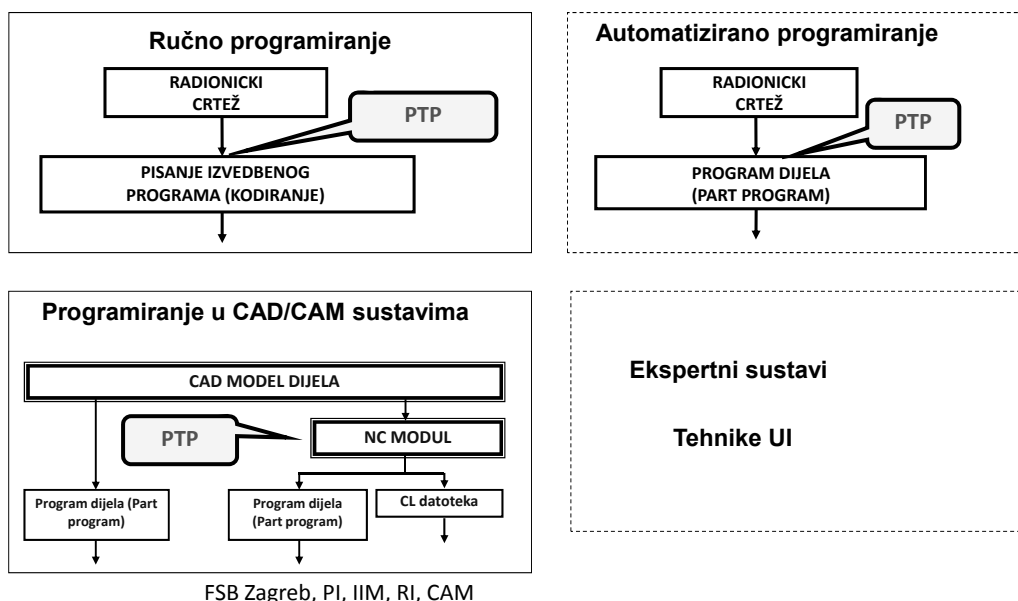 Ručno programiranje
RADIONICKI
CRTEŽ
PTP
PISANJE IZVEDBENOG
PROGRAMA (KODIRANJE)
Automatizirano programiranje
RADIONICKI
CRTEŽ
PTP
PROGRAM DIJELA
(PART PROGRAM)
Programiranje u CAD/CAM sustavima
CAD MODEL DIJELA
PTP
NC MODUL
Program dijela (Part
program)
Program dijela
(Part program)
CL datoteka
Ekspertni sustavi
Tehnike UI
FSB Zagreb, PI, IIM, RI, CAM